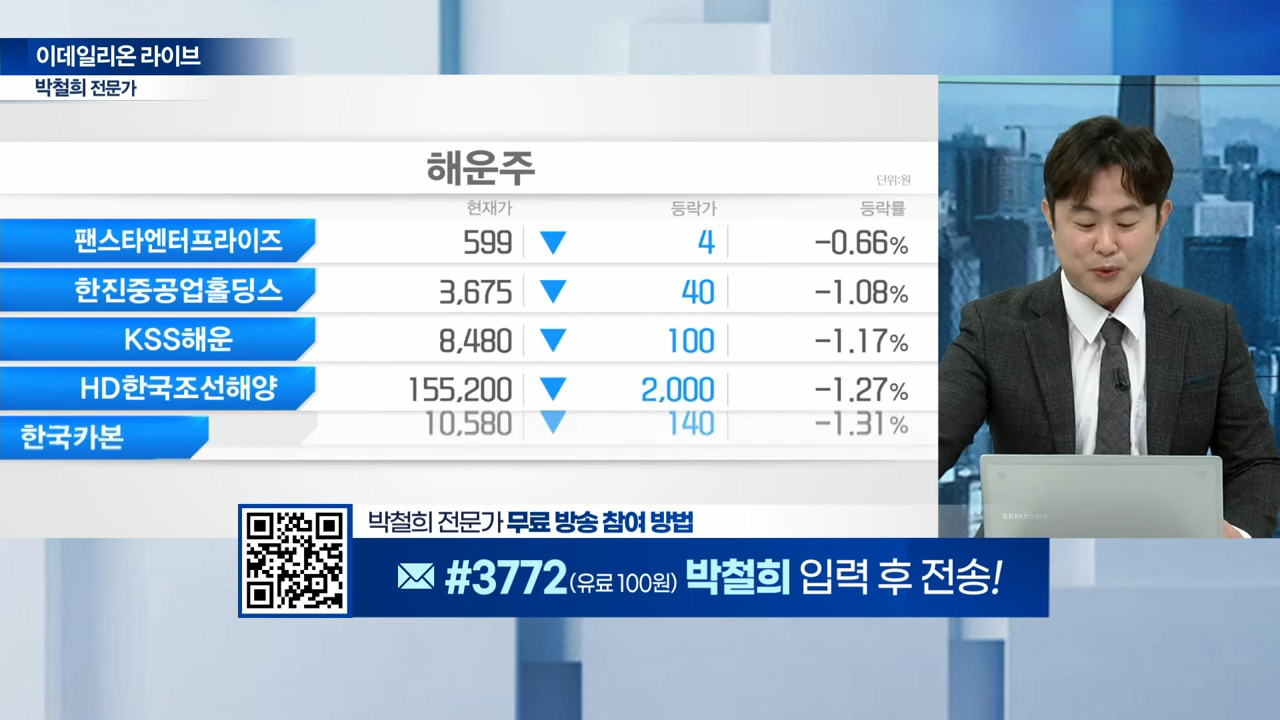 이데일리온 라이브
박철희 전문가
해운주
단위:원
현재가 등락가 등락률
팬스타엔터프라이즈 599 ▼ 4 -0.66%
한진중공업홀딩스 3,675 ▼ 40 -1.08%
KSS해운 8,480 ▼ 100 -1.17%
HD한국조선해양 155,200 ▼ 2,000 -1.27%
한국카본 10,580 ▼ 140 -1.31%
SAMSUNG
박철희 전문가 무료 방송 참여 방법
#3772(유료 100원) 박철희 입력 후 전송!